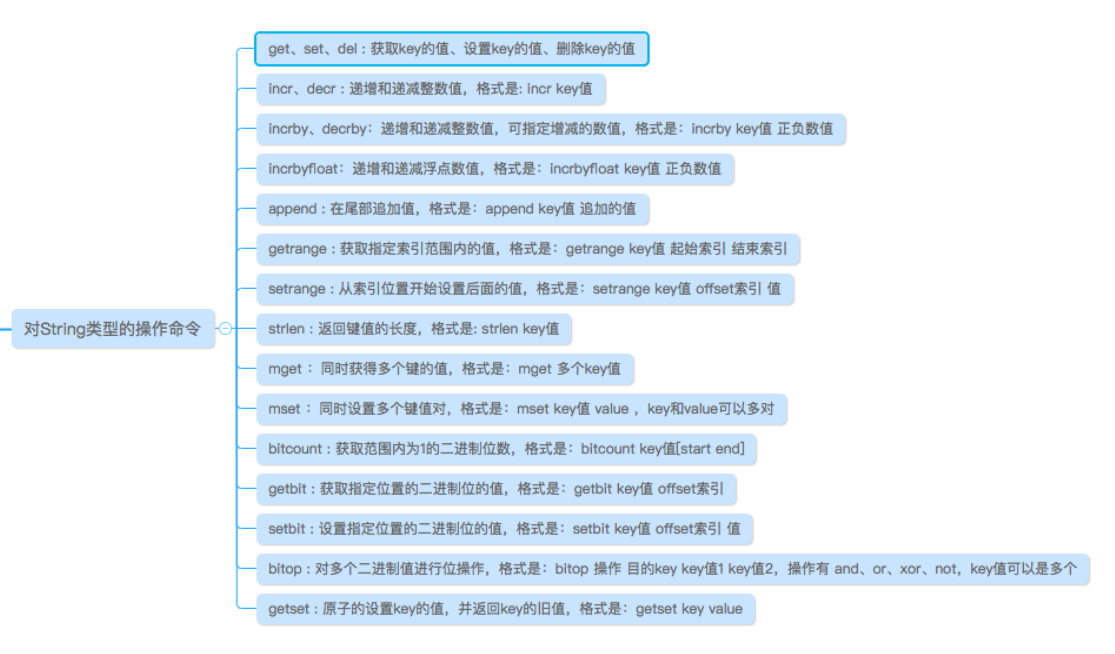 get、set、del : 获取key的值、设置key的值、删除key的值
incr、decr : 递增和递减整数值，格式是: incr key值
incrby、decrby：递增和递减整数值，可指定增减的数值，格式是：incrby key值 正负数值
incrbyfloat：递增和递减浮点数值，格式是：incrbyfloat key值 正负数值
append : 在尾部追加值，格式是：append key值 追加的值
getrange : 获取指定索引范围内的值，格式是：getrange key值 起始索引 结束索引
setrange : 从索引位置开始设置后面的值，格式是：setrange key值 offset索引 值
对String类型的操作命令
strlen : 返回键值的长度，格式是: strlen key值
mget ： 同时获得多个键的值，格式是：mget 多个key值
mset ： 同时设置多个键值对，格式是：mset key值 value ，key和value可以多对
bitcount : 获取范围内为1的二进制位数，格式是：bitcount key值[start end]
getbit : 获取指定位置的二进制位的值，格式是：getbit key值 offset索引
setbit : 设置指定位置的二进制位的值，格式是：setbit key值 offset索引 值
bitop : 对多个二进制值进行位操作，格式是：bitop 操作 目的key key值1 key值2，操作有 and、or、xor、not，key值可以是多个
getset : 原子的设置key的值，并返回key的旧值，格式是：getset key value